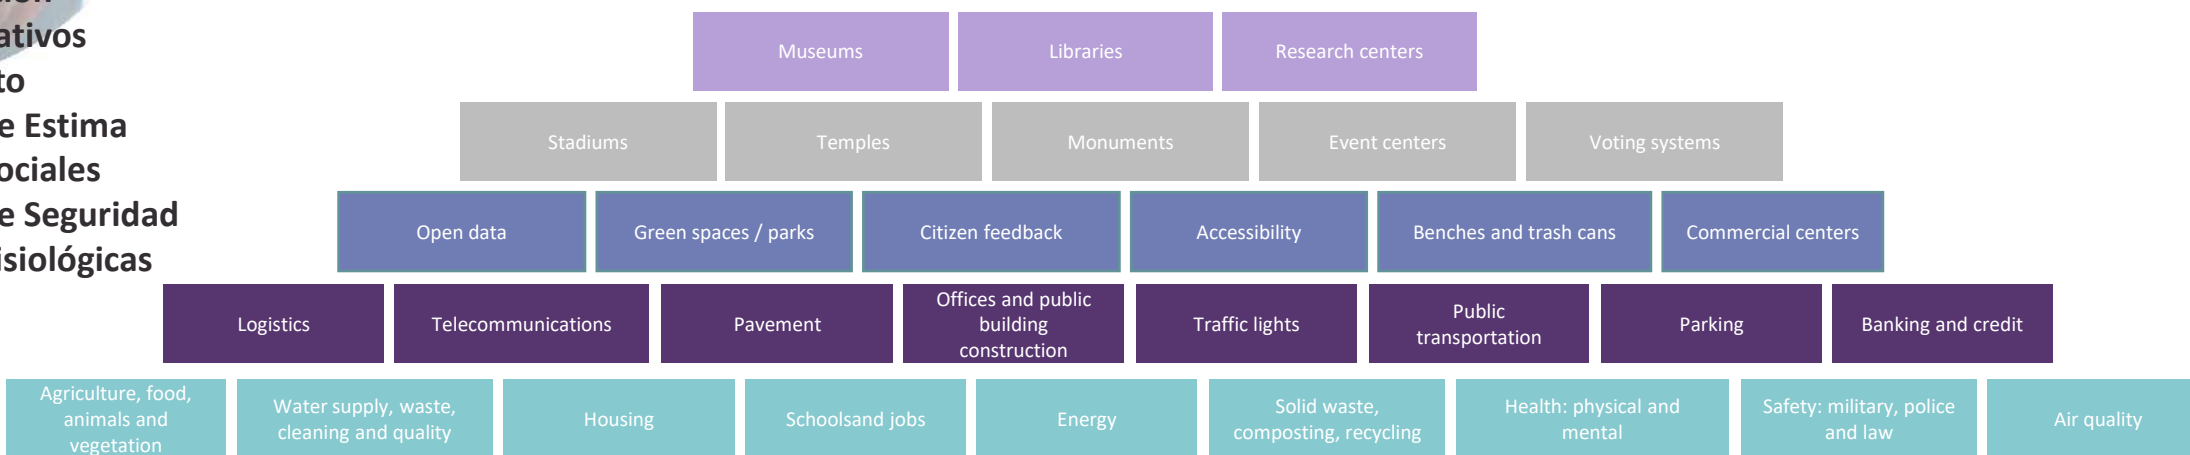 ativos
to
e Estima
ociales
e Seguridad
isiológicas
Museums
Libraries
Research centers
Stadiums
Temples
Monuments
Event centers
Voting systems
Open data
Green spaces / parks
Citizen feedback
Accessibility
Benches and trash cans
Commercial centers
Logistics
Telecommunications
Pavement
Offices and public
building
construction
Traffic lights
Public
transportation
Parking
Banking and credit
Agriculture, food,
animals and
vegetation
Water supply, waste,
cleaning and quality
Housing
Schoolsand jobs
Energy
Solid waste,
composting, recycling
Health: physical and
mental
Safety: military, police
and law
Air quality